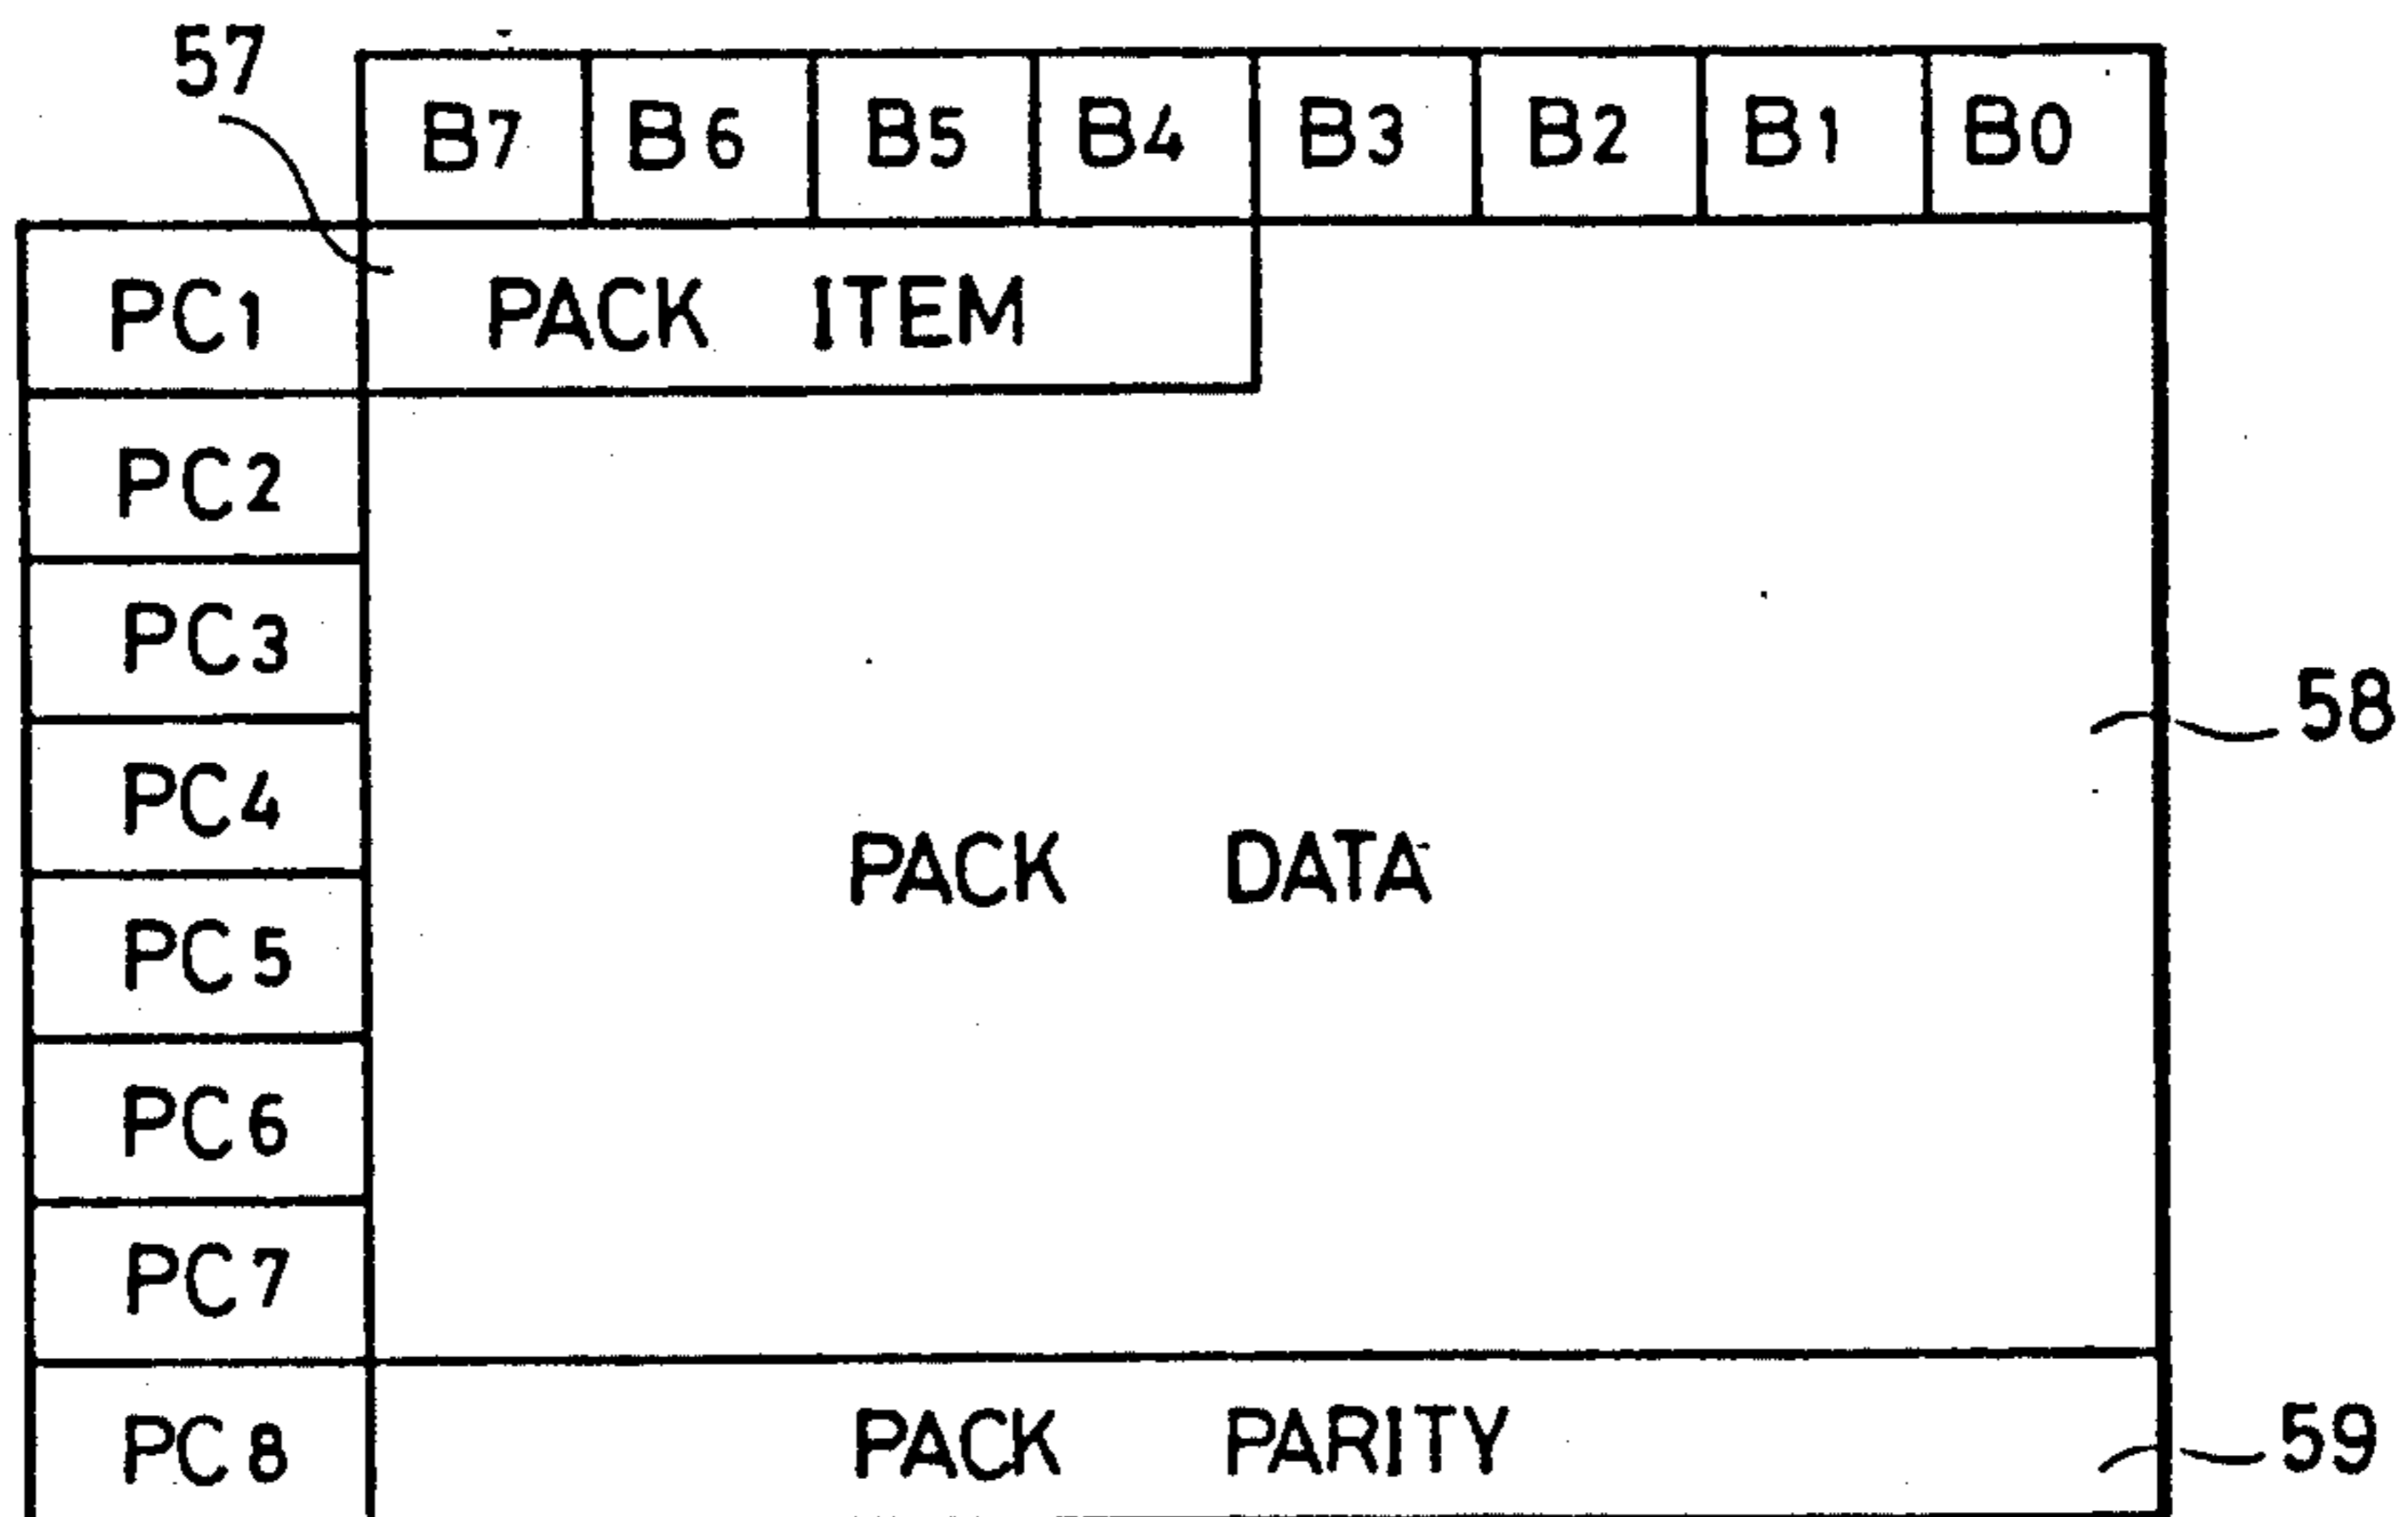 57
B7 B6 B5 B4 B3 B2 B1 B0
PC1 PACK ITEM
PC2
PC3
58
PC4
PACK DATA
PC5
PC6
PC7
PC8 PACK PARITY 59